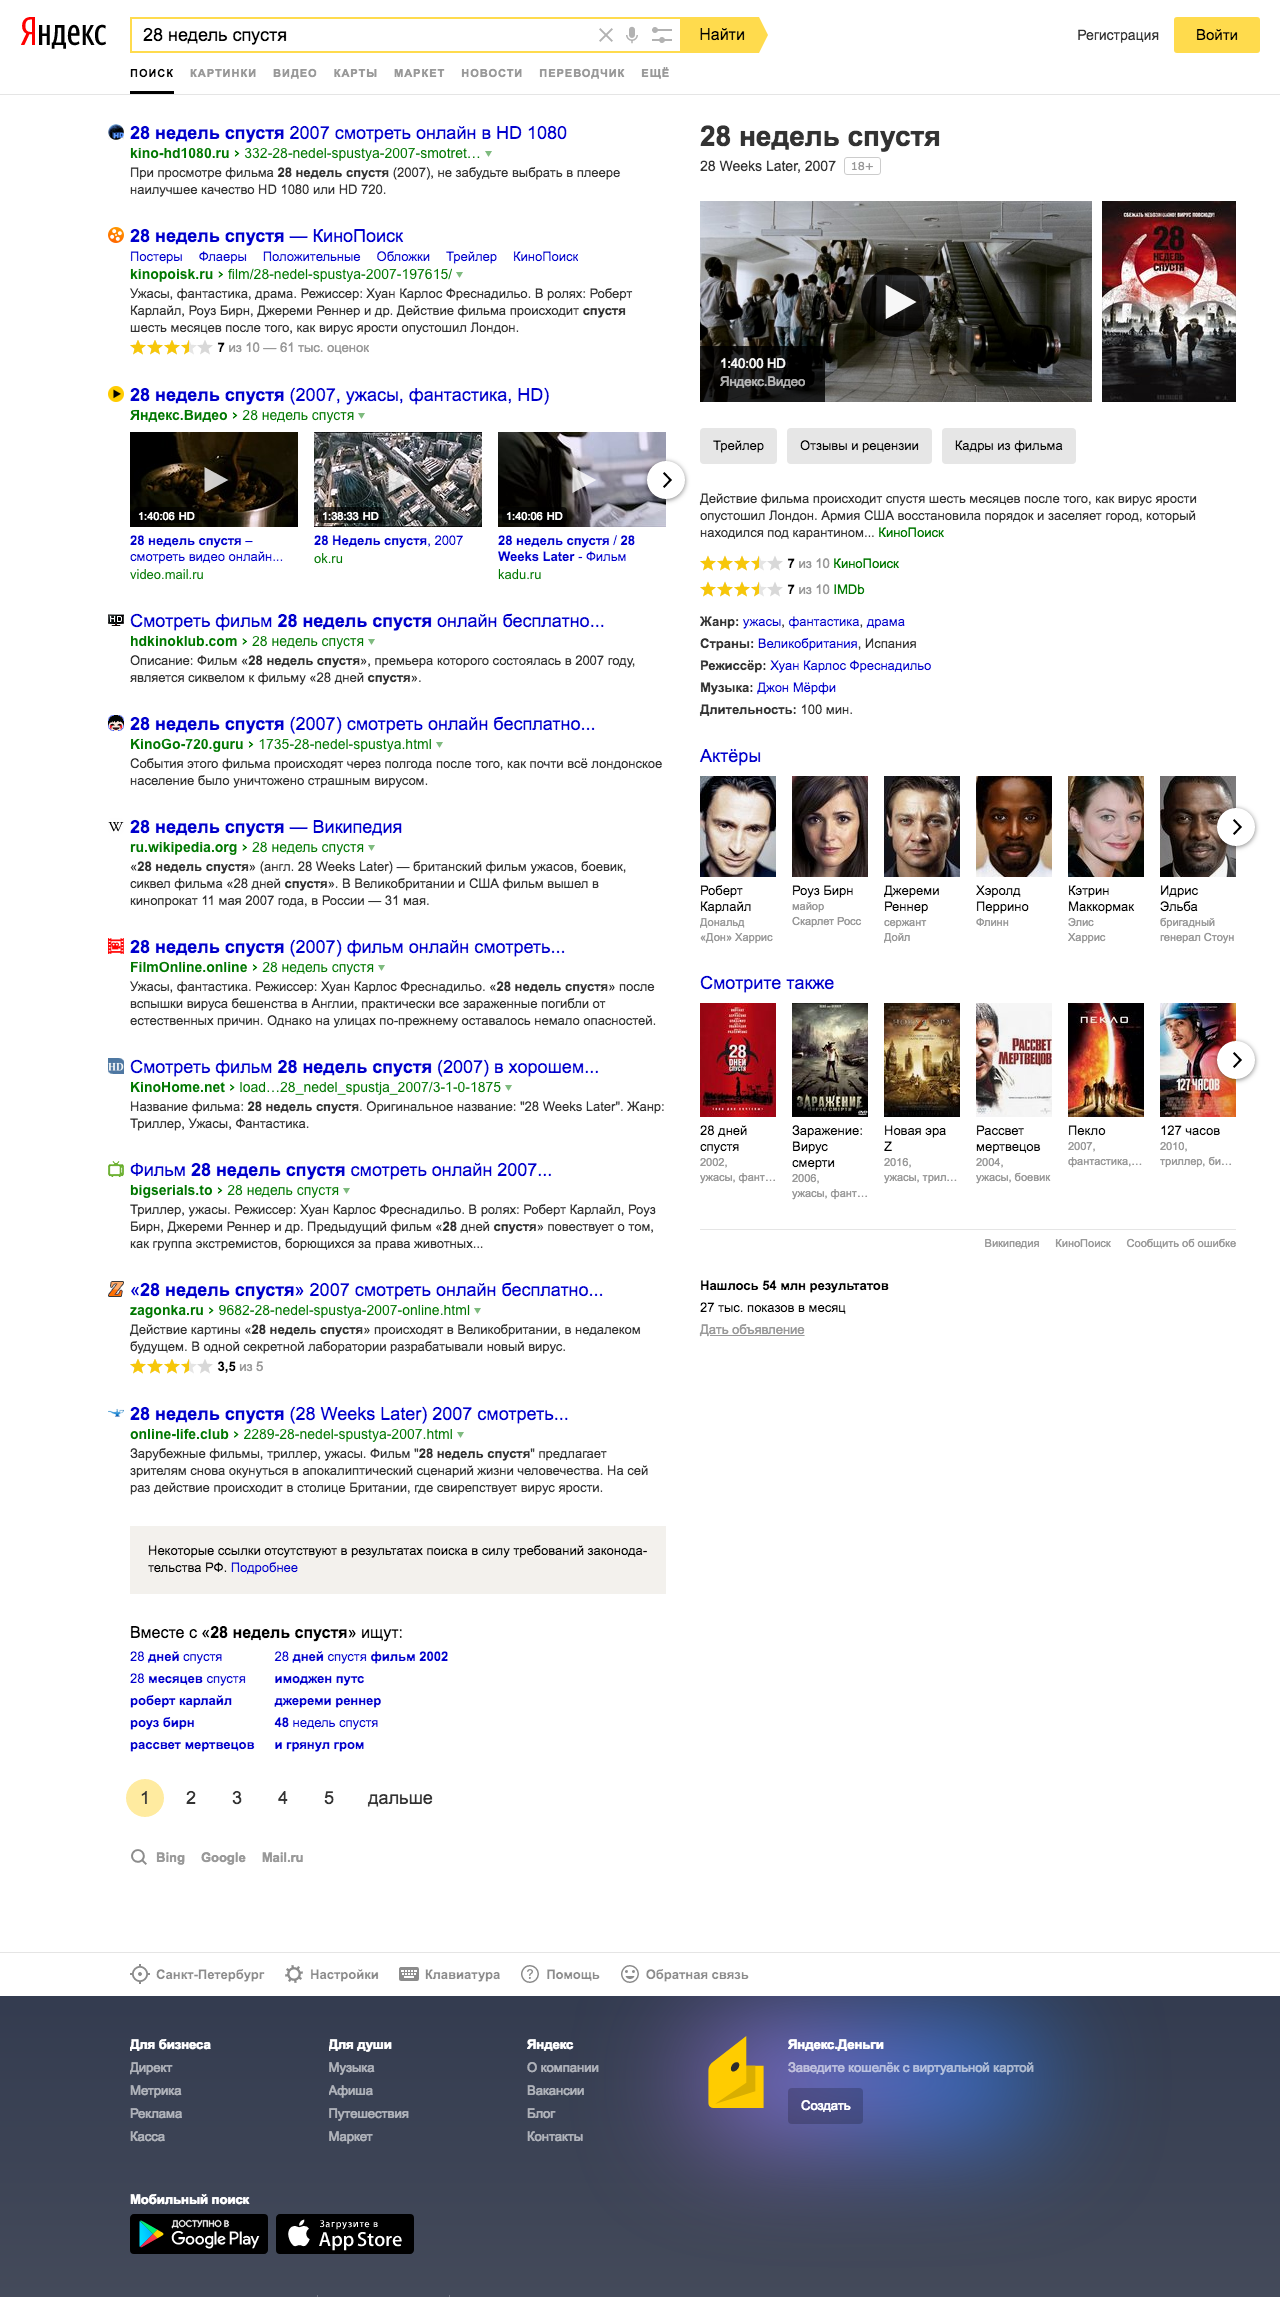 Яндекс
28 недель спустя
Найти
Регистрация
Войти
ПОИСК КАРТИНКИ ВИДЕО КАРТЫ МАРКЕТ НОВОСТИ ПЕРЕВОДЧИК ЕЩЁ
28 недель спустя 2007 смотреть онлайн в HD 1080
kino-hd1080.ru › 332-28-nedel-spustya-2007-smotret…
При просмотре фильма 28 недель спустя (2007), не забудьте выбрать в плеере
наилучшее качество HD 1080 или HD 720.
28 недель спустя — КиноПоиск
Постеры Флаеры Положительные Обложки Трейлер КиноПоиск
kinopoisk.ru › film/28-nedel-spustya-2007-197615/
Ужасы, фантастика, драма. Режиссер: Хуан Карлос Фреснадильо. В ролях: Роберт
Карлайл, Роуз Бирн, Джереми Реннер и др. Действие фильма происходит спустя
шесть месяцев после того, как вирус ярости опустошил Лондон.
7 из 10 — 61 тыс. оценок
28 недель спустя (2007, ужасы, фантастика, HD)
Яндекс.Видео › 28 недель спустя
1:40:06 HD
1:38:33 HD
1:40:06 HD
28 недель спустя –
смотреть видео онлайн...
video.mail.ru
28 Недель спустя, 2007
ok.ru
28 недель спустя / 28
Weeks Later - Фильм
kadu.ru
Смотреть фильм 28 недель спустя онлайн бесплатно...
hdkinoklub.com › 28 недель спустя
Описание: Фильм «28 недель спустя», премьера которого состоялась в 2007 году,
является сиквелом к фильму «28 дней спустя».
28 недель спустя (2007) смотреть онлайн бесплатно...
KinoGo-720.guru › 1735-28-nedel-spustya.html
События этого фильма происходят через полгода после того, как почти всё лондонское
население было уничтожено страшным вирусом.
28 недель спустя — Википедия
ru.wikipedia.org › 28 недель спустя
«28 недель спустя» (англ. 28 Weeks Later) — британский фильм ужасов, боевик,
сиквел фильма «28 дней спустя». В Великобритании и США фильм вышел в
кинопрокат 11 мая 2007 года, в России — 31 мая.
28 недель спустя (2007) фильм онлайн смотреть...
FilmOnline.online › 28 недель спустя
Ужасы, фантастика. Режиссер: Хуан Карлос Фреснадильо. «28 недель спустя» после
вспышки вируса бешенства в Англии, практически все зараженные погибли от
естественных причин. Однако на улицах по-прежнему оставалось немало опасностей.
Смотреть фильм 28 недель спустя (2007) в хорошем...
KinoHome.net › load…28_nedel_spustja_2007/3-1-0-1875
Название фильма: 28 недель спустя. Оригинальное название: "28 Weeks Later". Жанр:
Триллер, Ужасы, Фантастика.
Фильм 28 недель спустя смотреть онлайн 2007...
bigserials.to › 28 недель спустя
Триллер, ужасы. Режиссер: Хуан Карлос Фреснадильо. В ролях: Роберт Карлайл, Роуз
Бирн, Джереми Реннер и др. Предыдущий фильм «28 дней спустя» повествует о том,
как группа экстремистов, борющихся за права животных...
«28 недель спустя» 2007 смотреть онлайн бесплатно...
zagonka.ru › 9682-28-nedel-spustya-2007-online.html
Действие картины «28 недель спустя» происходят в Великобритании, в недалеком
будущем. В одной секретной лаборатории разрабатывали новый вирус.
3,5 из 5
28 недель спустя (28 Weeks Later) 2007 смотреть...
online-life.club › 2289-28-nedel-spustya-2007.html
Зарубежные фильмы, триллер, ужасы. Фильм "28 недель спустя" предлагает
зрителям снова окунуться в апокалиптический сценарий жизни человечества. На сей
раз действие происходит в столице Британии, где свирепствует вирус ярости.
Некоторые ссылки отсутствуют в результатах поиска в силу требований законода-
тельства РФ. Подробнее
Вместе с «28 недель спустя» ищут:
28 дней спустя
28 дней спустя фильм 2002
28 месяцев спустя
имоджен путс
роберт карлайл
джереми реннер
роуз бирн
48 недель спустя
рассвет мертвецов
и грянул гром
1 2 3 4 5 дальше
Bing Google Mail.ru
28 недель спустя
28 Weeks Later, 2007 18+
1:40:00 HD
Яндекс.Видео
28
НЕДЕЛЬ
СПУСТЯ
Трейлер
Отзывы и рецензии
Кадры из фильма
Действие фильма происходит спустя шесть месяцев после того, как вирус ярости
опустошил Лондон. Армия США восстановила порядок и заселяет город, который
находился под карантином... КиноПоиск
7 из 10 КиноПоиск
7 из 10 IMDb
Жанр: ужасы, фантастика, драма
Страны: Великобритания, Испания
Режиссёр: Хуан Карлос Фреснадильо
Музыка: Джон Мёрфи
Длительность: 100 мин.
Актёры
Роберт
Карлайл
Дональд
«Дон» Харрис
Роуз Бирн
майор
Скарлет Росс
Джереми
Реннер
сержант
Дойл
Хэролд
Перрино
Флинн
Кэтрин
Маккормак
Элис
Харрис
Идрис
Эльба
бригадный
генерал Стоун
Смотрите также
28
ДНЕЙ
СПУСТЯ
ЗАРАЖЕНИЕ
РАССВЕТ
МЕРТВЕЦОВ
ПЕКЛО
127 ЧАСОВ
28 дней
спустя
2002,
ужасы, фант…
Заражение:
Вирус
смерти
2006,
ужасы, фант…
Новая эра
Z
2016,
ужасы, трил…
Рассвет
мертвецов
2004,
ужасы, боевик
Пекло
2007,
фантастика,…
127 часов
2010,
триллер, би…
Википедия КиноПоиск Сообщить об ошибке
Нашлось 54 млн результатов
27 тыс. показов в месяц
Дать объявление
Санкт-Петербург Настройки Клавиатура Помощь Обратная связь
Для бизнеса
Директ
Метрика
Реклама
Касса
Для души
Музыка
Афиша
Путешествия
Маркет
Яндекс
О компании
Вакансии
Блог
Контакты
Яндекс.Деньги
Заведите кошелёк с виртуальной картой
Создать
Мобильный поиск
ДОСТУПНО В
Google Play
Загрузите в
App Store